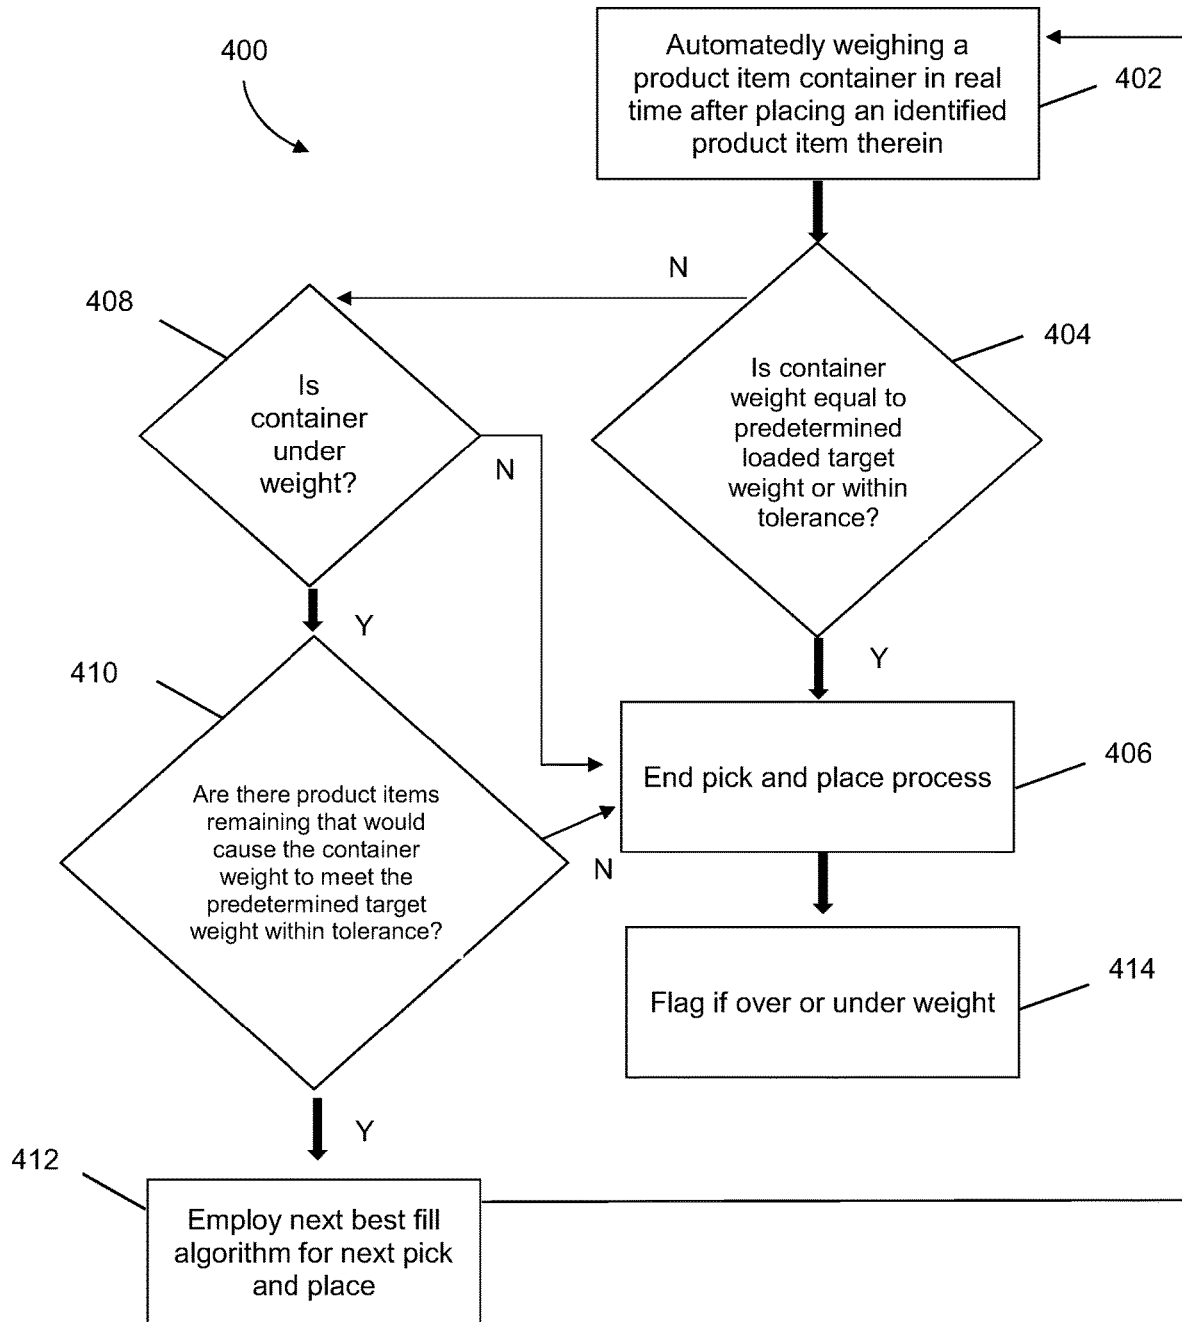 400
Automatedly weighing a
product item container in real
time after placing an identified
product item therein
402
N
408
Is
container
under
weight?
N
Y
404
Is container
weight equal to
predetermined
loaded target
weight or within
tolerance?
Y
410
Are there product items
remaining that would
cause the container
weight to meet the
predetermined target
weight within tolerance?
N
Y
End pick and place process
406
Flag if over or under weight
414
412
Employ next best fill
algorithm for next pick
and place